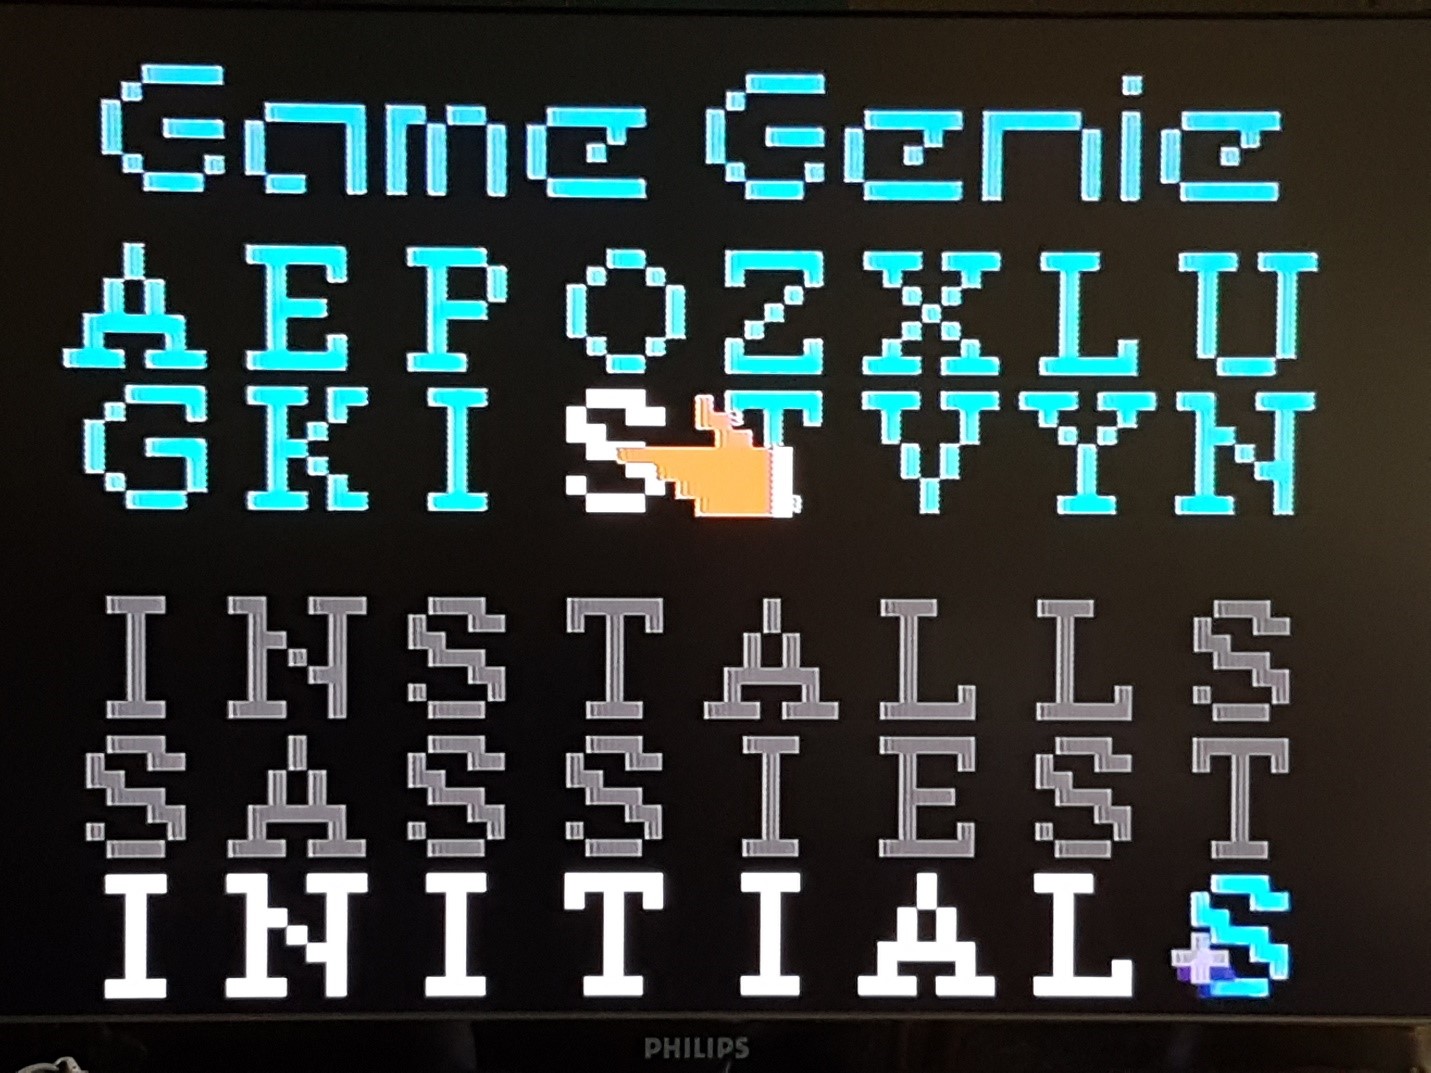 Game Genie
A E P O Z X L U
G K I S T V Y N
I N S T A L L S
S A S S I E S T
I N I T I A L S
PHILIPS